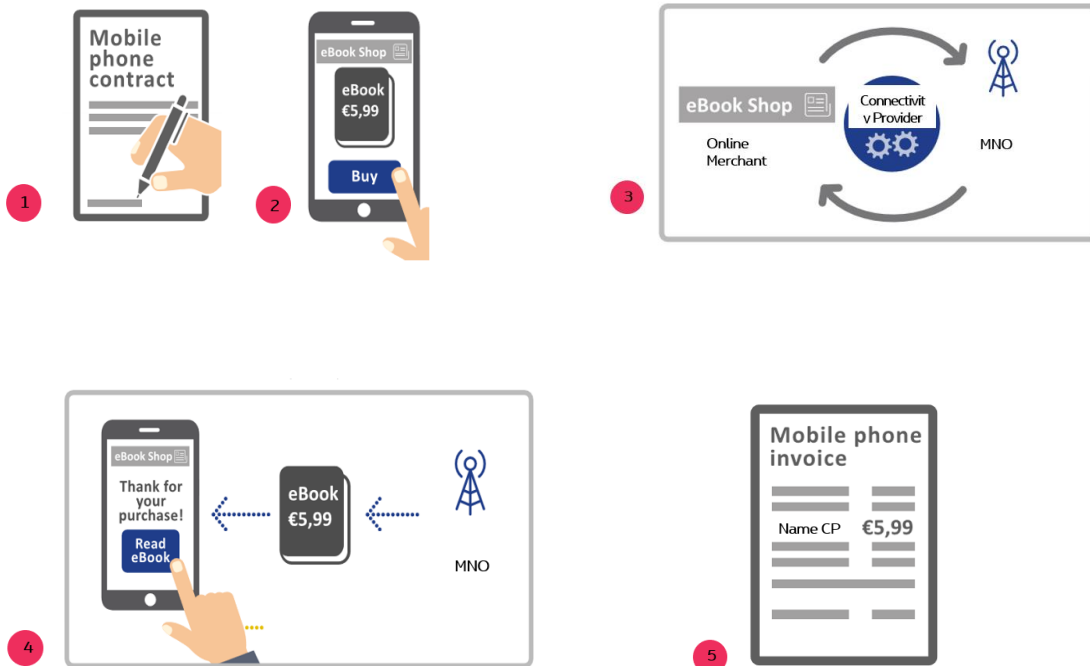 Mobile
phone
contract
1
eBook Shop
eBook
€5,99
Buy
2
eBook Shop
Online
Merchant
Connectivit
y Provider
MNO
3
eBook Shop
Thank for
your
purchase!
Read
eBook
eBook
€5,99
MNO
4
Mobile phone
invoice
Name CP €5,99
5